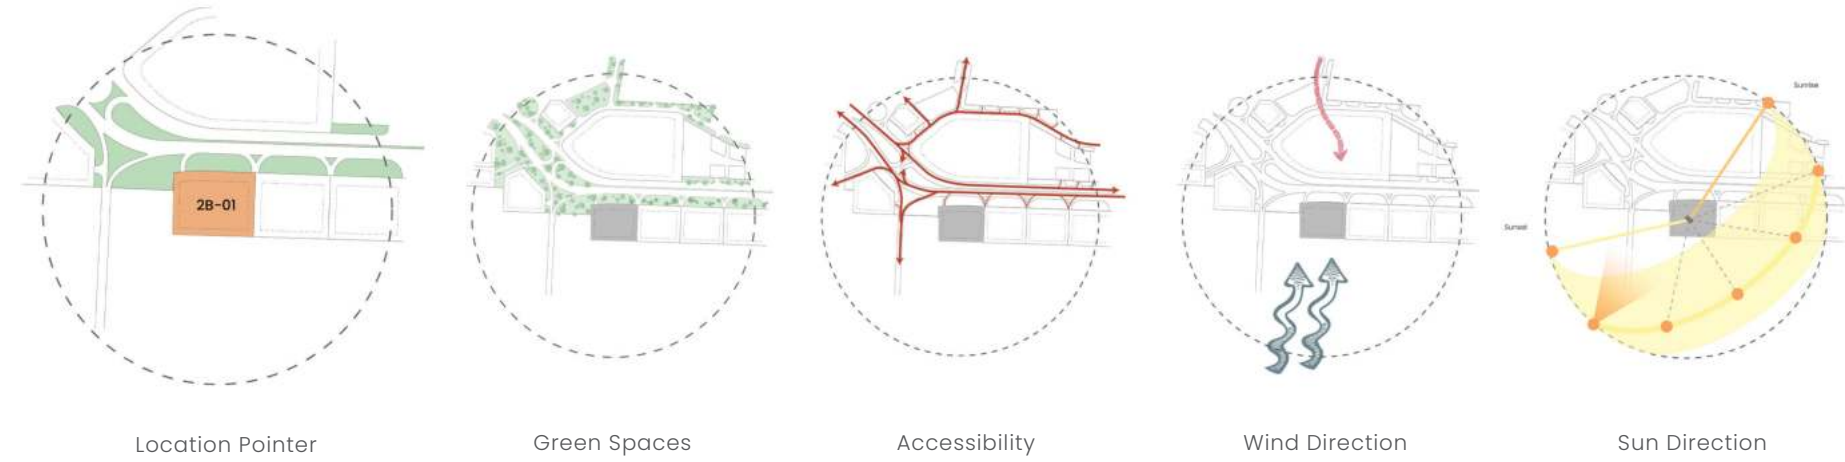 2B-01
Sunrise
Sunset
Location Pointer
Green Spaces
Accessibility
Wind Direction
Sun Direction